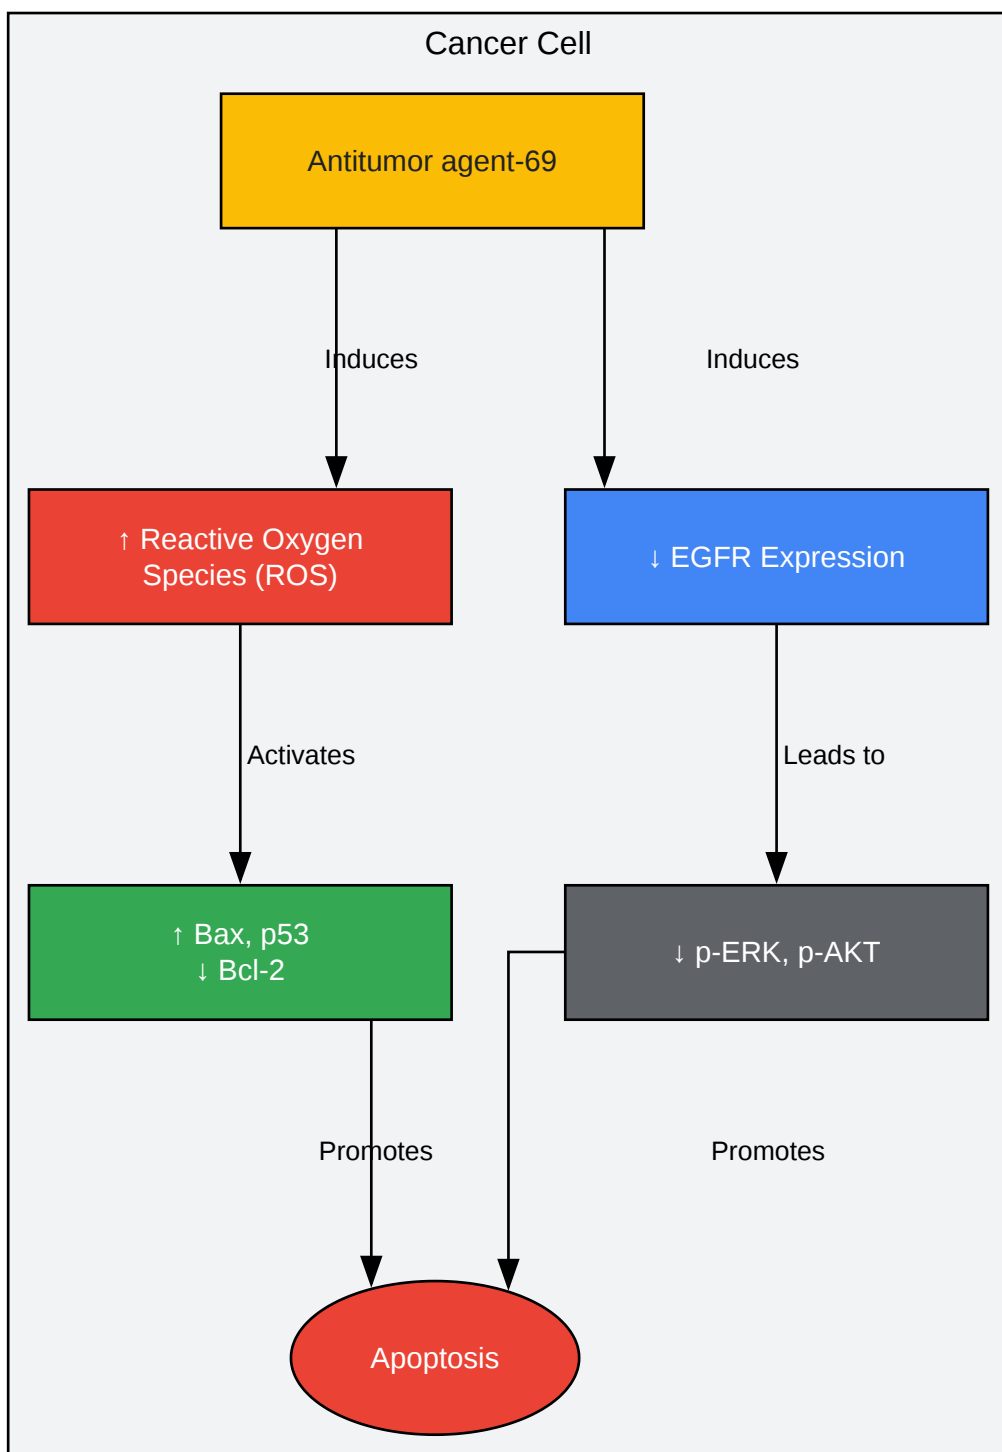 Cancer Cell
Antitumor agent-69
Induces
Induces
↑ Reactive Oxygen
Species (ROS)
↓ EGFR Expression
Activates
Leads to
↑ Bax, p53
↓ Bcl-2
↓ p-ERK, p-AKT
Promotes
Promotes
Apoptosis